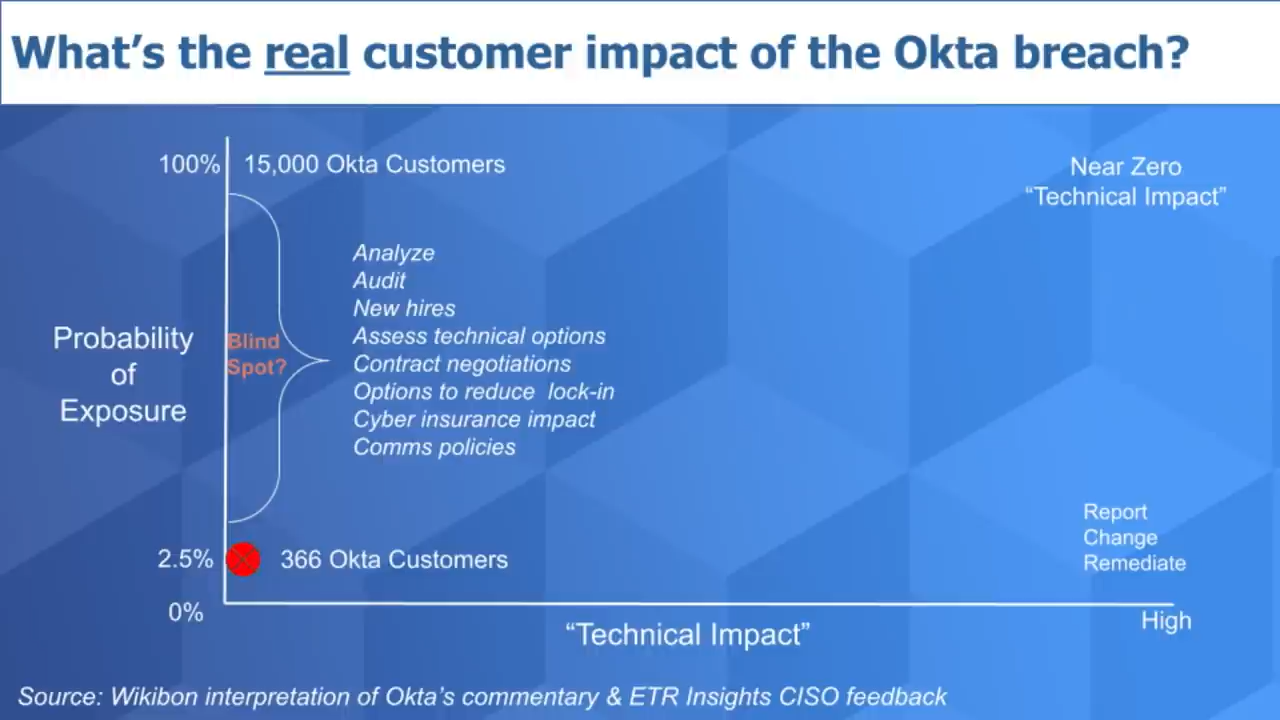 What's the real customer impact of the Okta breach?
100%
15,000 Okta Customers
Near Zero
“Technical Impact”
Analyze
Audit
New hires
Assess technical options
Contract negotiations
Options to reduce lock-in
Cyber insurance impact
Comms policies
Probability
of
Exposure
Blind
Spot?
Report
Change
Remediate
2.5%
366 Okta Customers
0%
High
“Technical Impact”
Source: Wikibon interpretation of Okta's commentary & ETR Insights CISO feedback